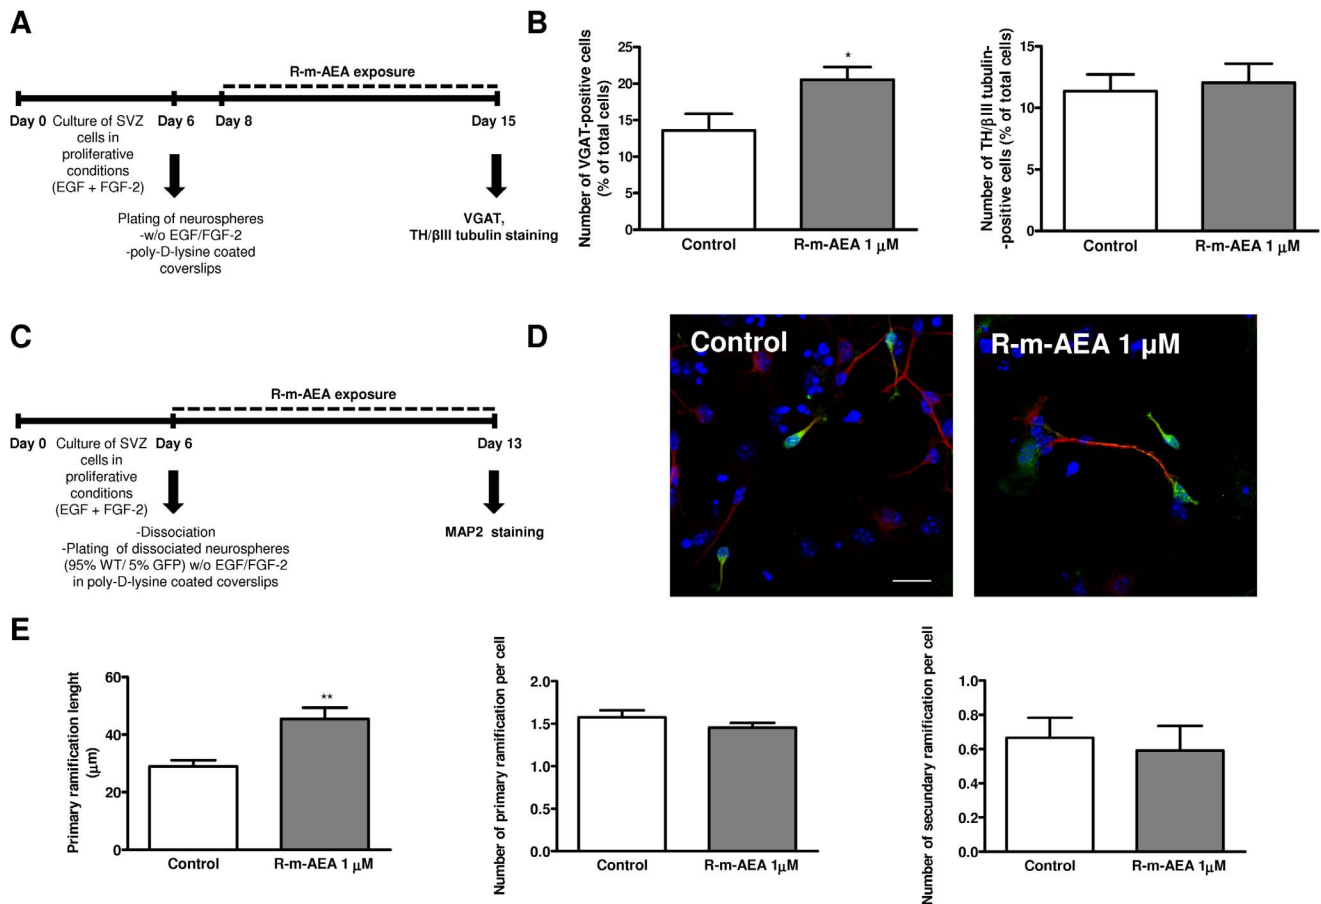 A
R-m-AEA exposure
Day 0
Culture of SVZ
cells in
proliferative
conditions
(EGF + FGF-2)
Day 6
Day 8
Day 15
Plating of neurospheres
-w/o EGF/FGF-2
-poly-D-lysine coated
coverslips
VGAT,
TH/βIII tubulin staining
B
Number of VGAT-positive cells
(% of total cells)
25
20
15
10
5
0
*
Control
R-m-AEA 1 μM
Number of TH/βIII tubulin-
-positive cells (% of total cells)
15
10
5
0
Control
R-m-AEA 1 μM
C
R-m-AEA exposure
Day 0
Culture of SVZ
cells in
proliferative
conditions
(EGF + FGF-2)
Day 6
Day 13
-Dissociation
-Plating of dissociated neurospheres
(95% WT/ 5% GFP) w/o EGF/FGF-2
in poly-D-lysine coated coverslips
MAP2 staining
D
Control
R-m-AEA 1 μM
E
Primary ramification lenght
(μm)
60
40
20
0
**
Control
R-m-AEA 1 μM
Number of primary ramification per cell
2.0
1.5
1.0
0.5
0.0
Control
R-m-AEA 1μM
Number of secundary ramification per cell
1.0
0.8
0.6
0.4
0.2
0.0
Control
R-m-AEA 1μM